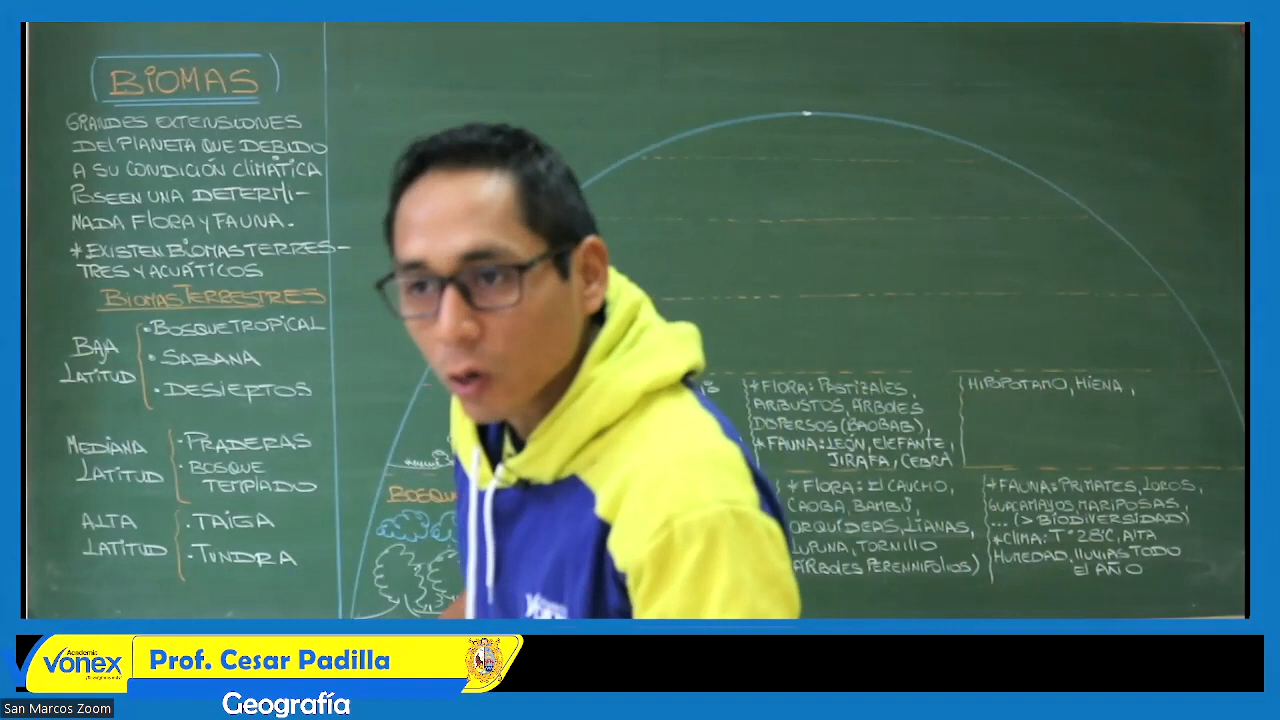 BIOMAS
GRANDES EXTENSIONES
DEL PLANETA QUE DEBIDO
A SU CONDICIÓN CLIMÁTICA
POSEEN UNA DETERMI-
NADA FLORA Y FAUNA.
* EXISTEN BIOMAS TERRES-
TRES Y ACUÁTICOS
BIOMAS TERRESTRES
BAJA
LATITUD
• BOSQUE TROPICAL
• SABANA
• DESIERTOS
MEDIANA
LATITUD
• PRADERAS
• BOSQUE
TEMPLADO
ALTA
LATITUD
• TAIGA
• TUNDRA
* FLORA: PASTIZALES,
ARBUSTOS, ÁRBOLES
DISPERSOS (BAOBAB),
* FAUNA: LEÓN, ELEFANTE,
JIRAFA, CEBRA
HIPOPOTAMO, HIENA,
* FLORA: El CAUCHO,
CAOBA, BAMBÚ,
ORQUÍDEAS, LIANAS,
LUPUNA, TORNILLO
ÁRBOLES PERENNIFOLIOS)
* FAUNA: PRIMATES, LOROS,
GUACAMAYOS, MARIPOSAS,
... (> BIODIVERSIDAD)
* CLIMA: T° 28°C, ALTA
HUMEDAD, lluVIAS TODO
El AÑO
Academia
vonex
Prof. Cesar Padilla
Geografía
San Marcos Zoom